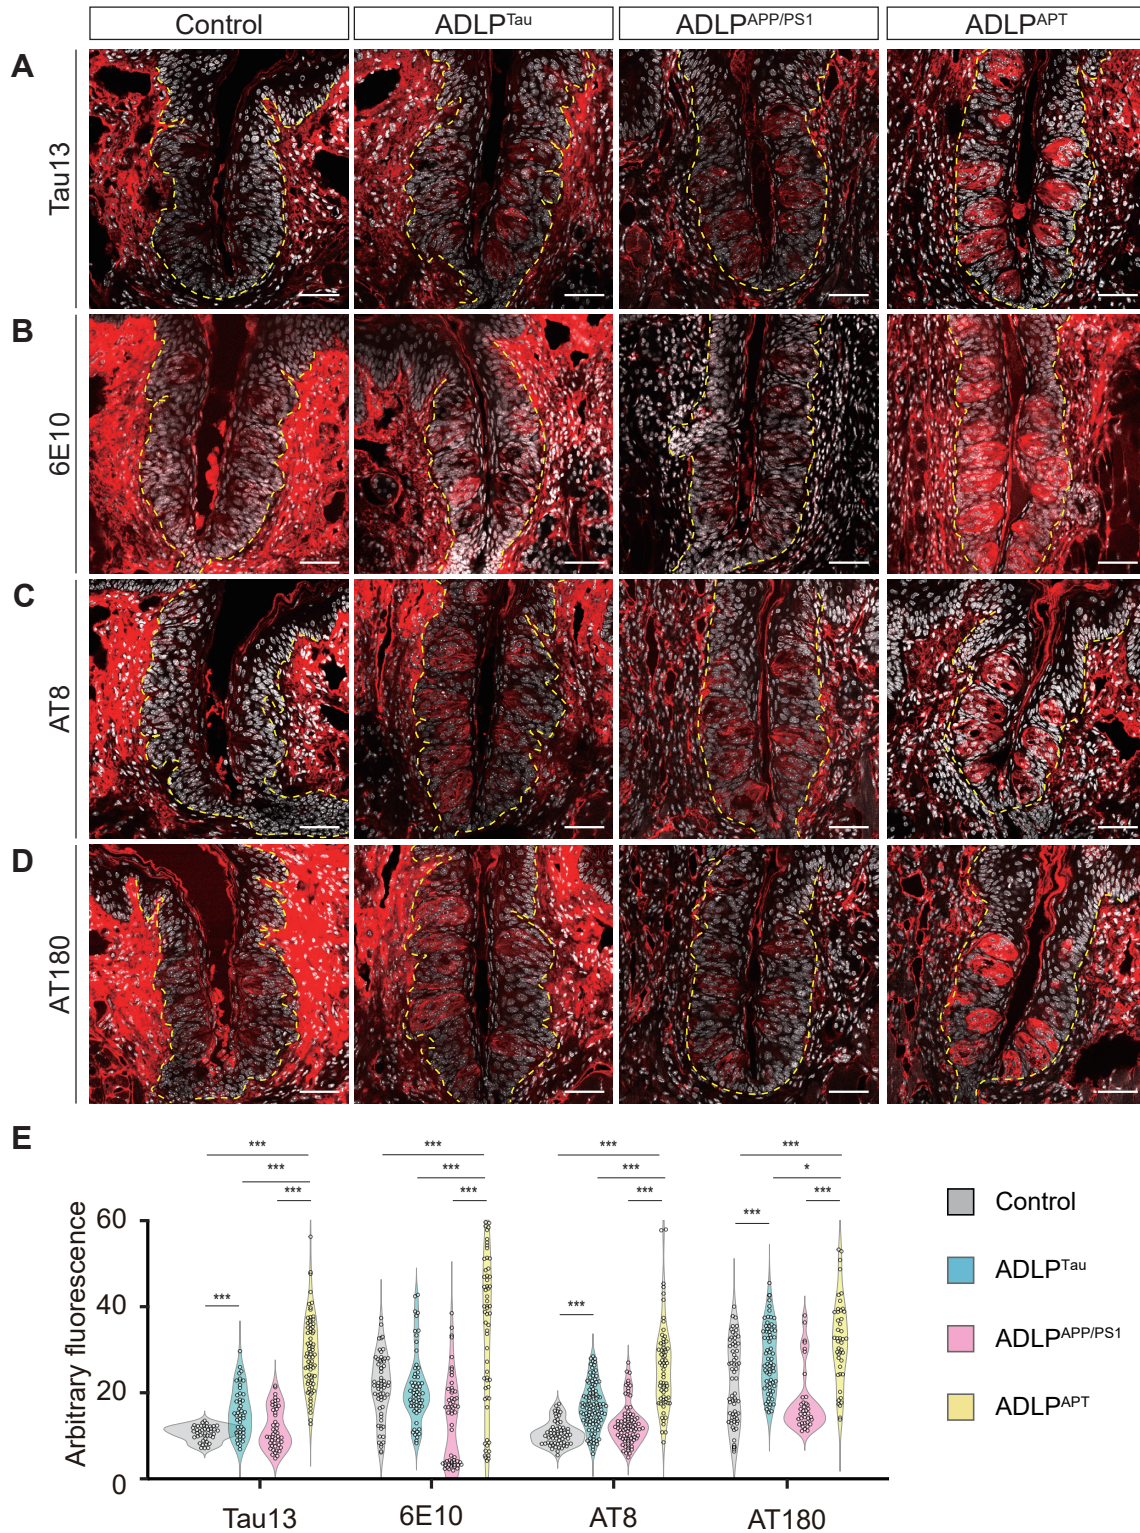 Control ADLPTau ADLPAPP/PS1 ADLPAPT
A
Tau13
B
6E10
C
AT8
D
AT180
E
*** *** *** ***
*** *** *** *
*** *** *** ***
***
*** ***
Arbitrary fluorescence
60
40
20
0
Tau13 6E10 AT8 AT180
Control
ADLPTau
ADLPAPP/PS1
ADLPAPT